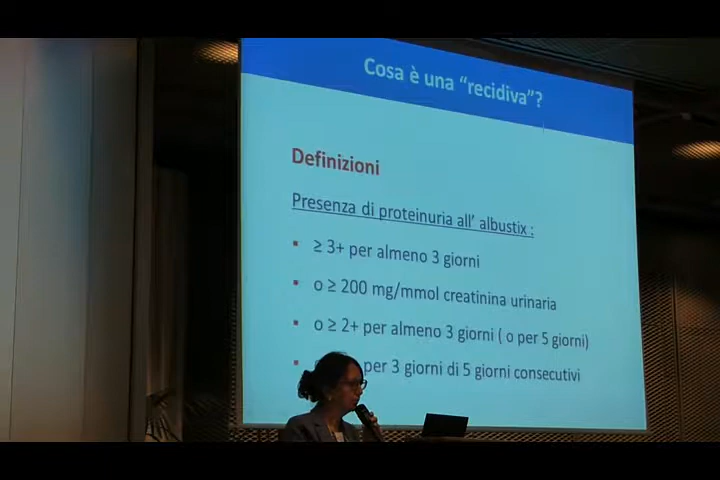 Cosa è una “recidiva”?
Definizioni
Presenza di proteinuria all’ albustix :
▪ ≥ 3+ per almeno 3 giorni
▪ o ≥ 200 mg/mmol creatinina urinaria
▪ o ≥ 2+ per almeno 3 giorni ( o per 5 giorni)
▪ per 3 giorni di 5 giorni consecutivi